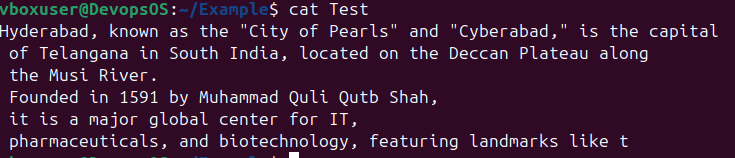 vboxuser@DevopsOS:~/Example$ cat Test
Hyderabad, known as the "City of Pearls" and "Cyberabad," is the capital
of Telangana in South India, located on the Deccan Plateau along
the Musi River.
Founded in 1591 by Muhammad Quli Qutb Shah,
it is a major global center for IT,
pharmaceuticals, and biotechnology, featuring landmarks like t